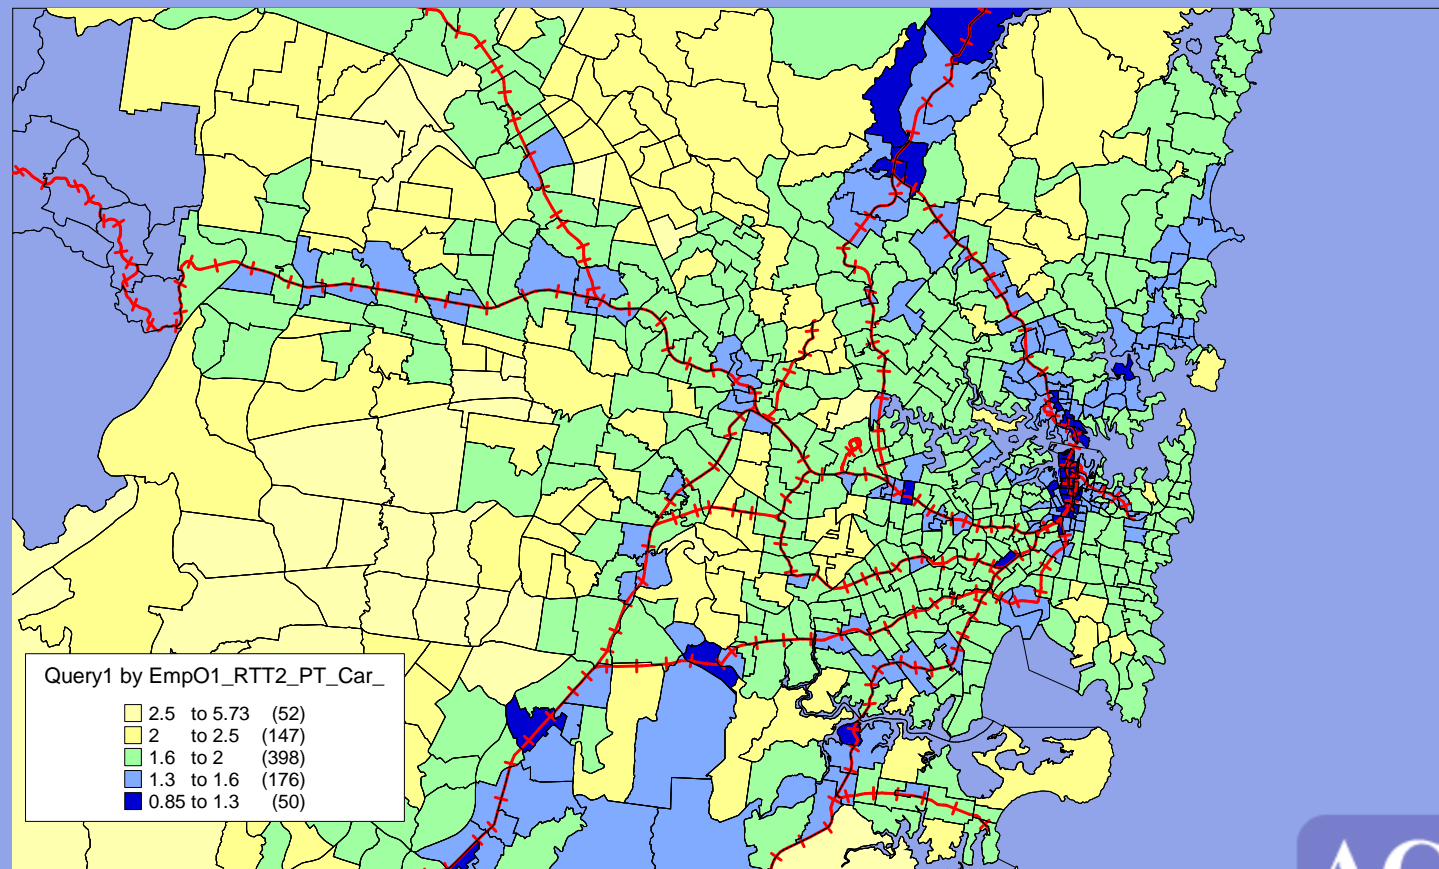 Query1 by EmpO1_RTT2_PT_Car_
2.5 to 5.73 (52)
2 to 2.5 (147)
1.6 to 2 (398)
1.3 to 1.6 (176)
0.85 to 1.3 (50)